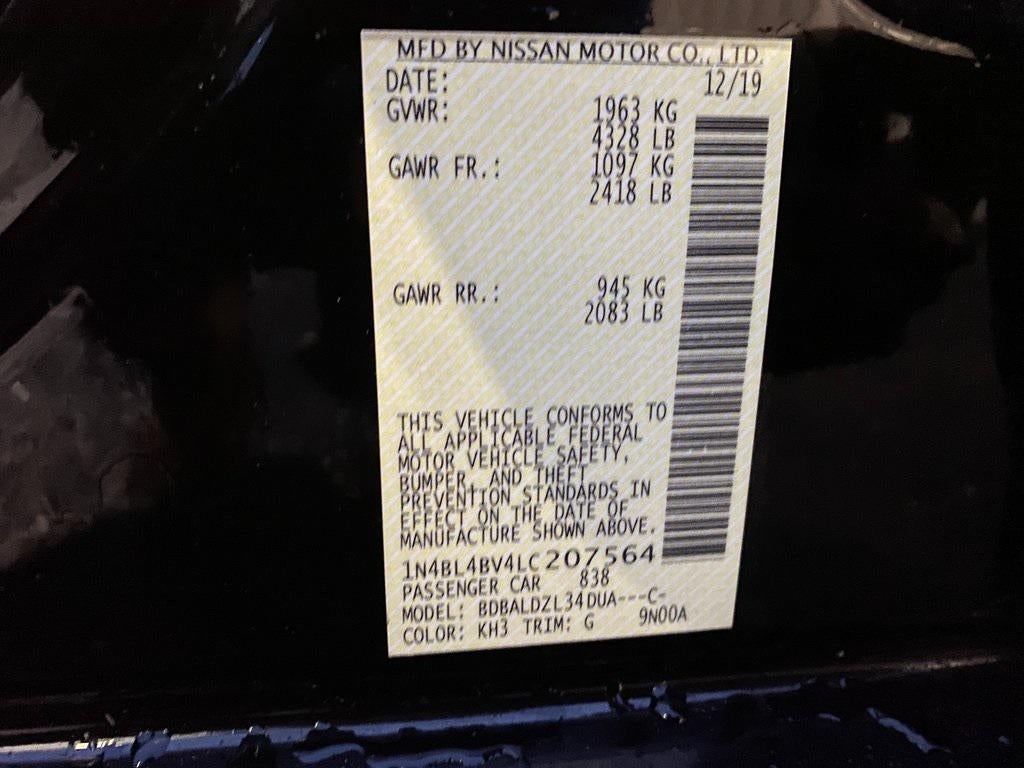 MFD BY NISSAN MOTOR CO., LTD.
DATE: 12/19
GVWR: 1963 KG
4328 LB
GAWR FR.: 1097 KG
2418 LB
GAWR RR.: 945 KG
2083 LB
THIS VEHICLE CONFORMS TO
ALL APPLICABLE FEDERAL
MOTOR VEHICLE SAFETY,
BUMPER, AND THEFT
PREVENTION STANDARDS IN
EFFECT ON THE DATE OF
MANUFACTURE SHOWN ABOVE.
1N4BL4BV4LC207564
PASSENGER CAR 838
MODEL: BDBALDZL34DUA---C-
COLOR: KH3 TRIM: G 9N00A